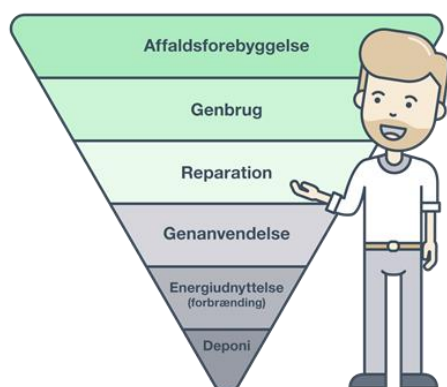 Affaldsforebyggelse
Genbrug
Reparation
Genanvendelse
Energiudnyttelse
(forbrænding)
Deponi